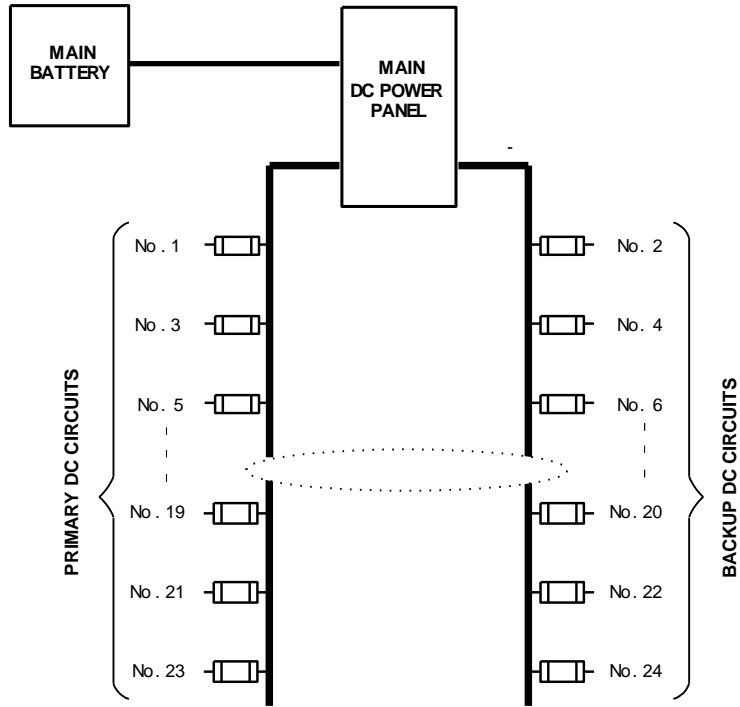 MAIN
BATTERY
MAIN
DC POWER
PANEL
-
No. 1
No. 2
No. 3
No. 4
No. 5
No. 6
PRIMARY DC CIRCUITS
BACKUP DC CIRCUITS
No. 19
No. 20
No. 21
No. 22
No. 23
No. 24